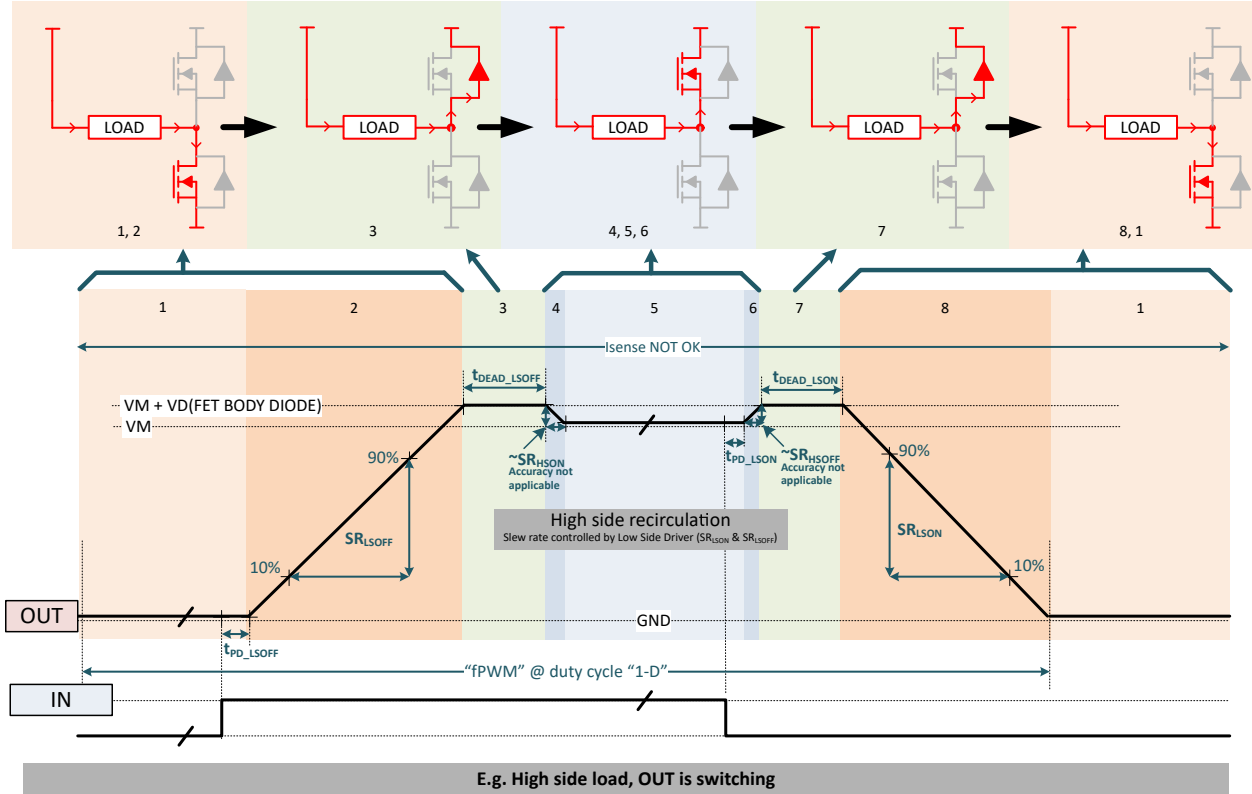 LOAD
LOAD
LOAD
LOAD
LOAD
1, 2
3
4, 5, 6
7
8, 1
1
2
3
4
5
6
7
8
1
Isense NOT OK
tDEAD_LSOFF
tDEAD_LSON
VM + VD(FET BODY DIODE)
VM
~SRHSON
Accuracy not
applicable
tPD_LSON
~SRHSOFF
Accuracy not
applicable
90%
90%
High side recirculation
Slew rate controlled by Low Side Driver (SRLSON & SRLSOFF)
SRLSOFF
SRLSON
10%
10%
OUT
GND
tPD_LSOFF
“fPWM” @ duty cycle “1-D”
IN
E.g. High side load, OUT is switching